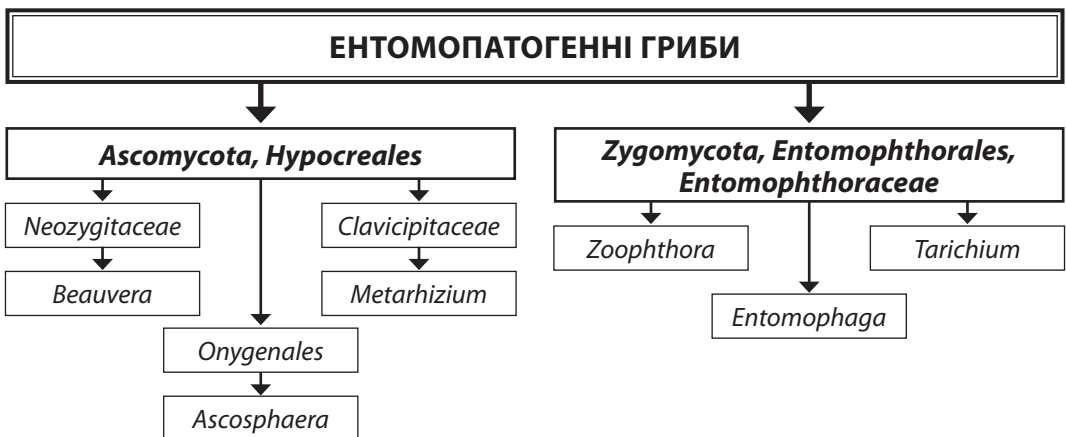 ЕНТОМОПАТОГЕННІ ГРИБИ
Ascomycota, Hypocreales
Neozygitaceae
Clavicipitaceae
Beauvera
Metarhizium
Onygenales
Ascosphaera
Zygomycota, Entomophthorales,
Entomophthoraceae
Zoophthora
Tarichium
Entomophaga